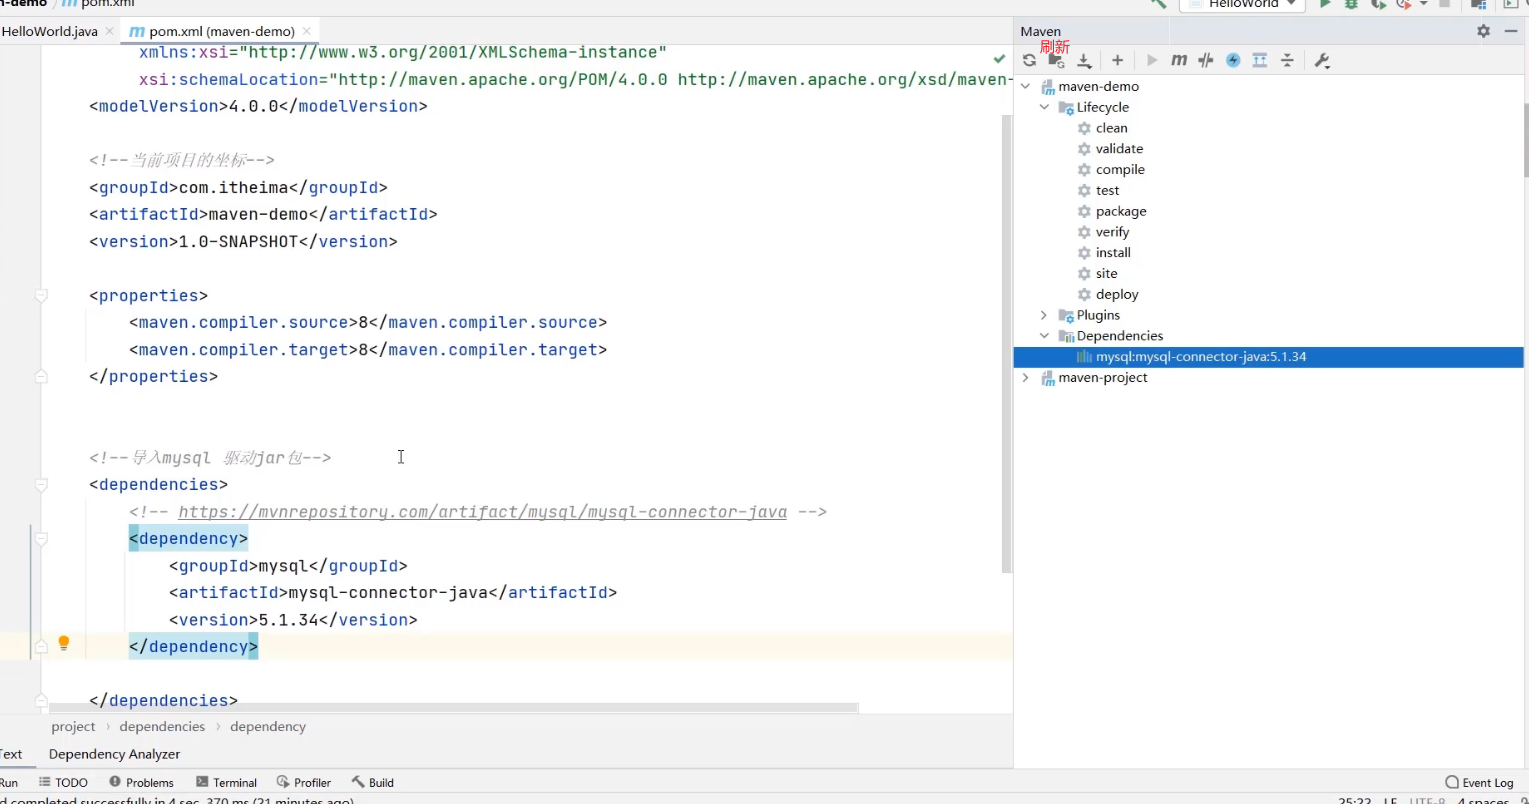 n-demo pom.xml HelloWorld
HelloWorld.java pom.xml (maven-demo) Maven
刷新
xmlns:xsi="http://www.w3.org/2001/XMLSchema-instance"
xsi:schemaLocation="http://maven.apache.org/POM/4.0.0 http://maven.apache.org/xsd/maven-
<modelVersion>4.0.0</modelVersion>
<!--当前项目的坐标-->
<groupId>com.itheima</groupId>
<artifactId>maven-demo</artifactId>
<version>1.0-SNAPSHOT</version>
<properties>
<maven.compiler.source>8</maven.compiler.source>
<maven.compiler.target>8</maven.compiler.target>
</properties>
<!--导入mysql 驱动jar包-->
<dependencies>
<!-- https://mvnrepository.com/artifact/mysql/mysql-connector-java -->
<dependency>
<groupId>mysql</groupId>
<artifactId>mysql-connector-java</artifactId>
<version>5.1.34</version>
</dependency>
</dependencies>
project › dependencies › dependency
Text Dependency Analyzer
maven-demo
Lifecycle
clean
validate
compile
test
package
verify
install
site
deploy
Plugins
Dependencies
mysql:mysql-connector-java:5.1.34
maven-project
Run TODO Problems Terminal Profiler Build Event Log
d completed successfully in 4 sec, 370 ms (21 minutes ago) 25:22 LF UTF-8 4 spaces